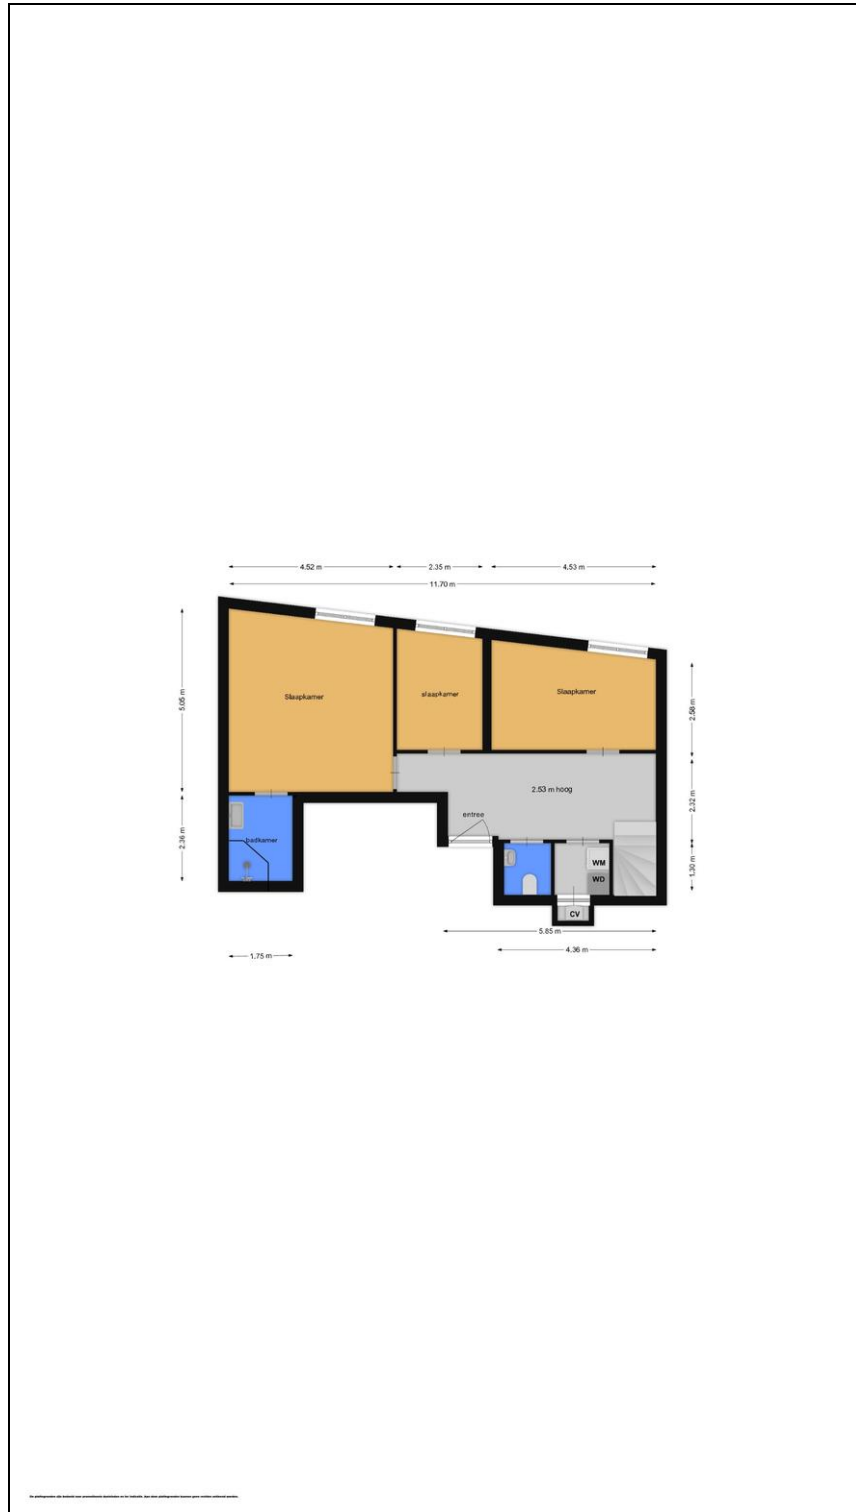 4.52 m
2.35 m
4.53 m
11.70 m
5.05 m
2.58 m
Slaapkamer
slaapkamer
Slaapkamer
2.53 m hoog
2.32 m
entree
2.36 m
badkamer
WM
WD
1.30 m
CV
5.85 m
4.36 m
1.75 m